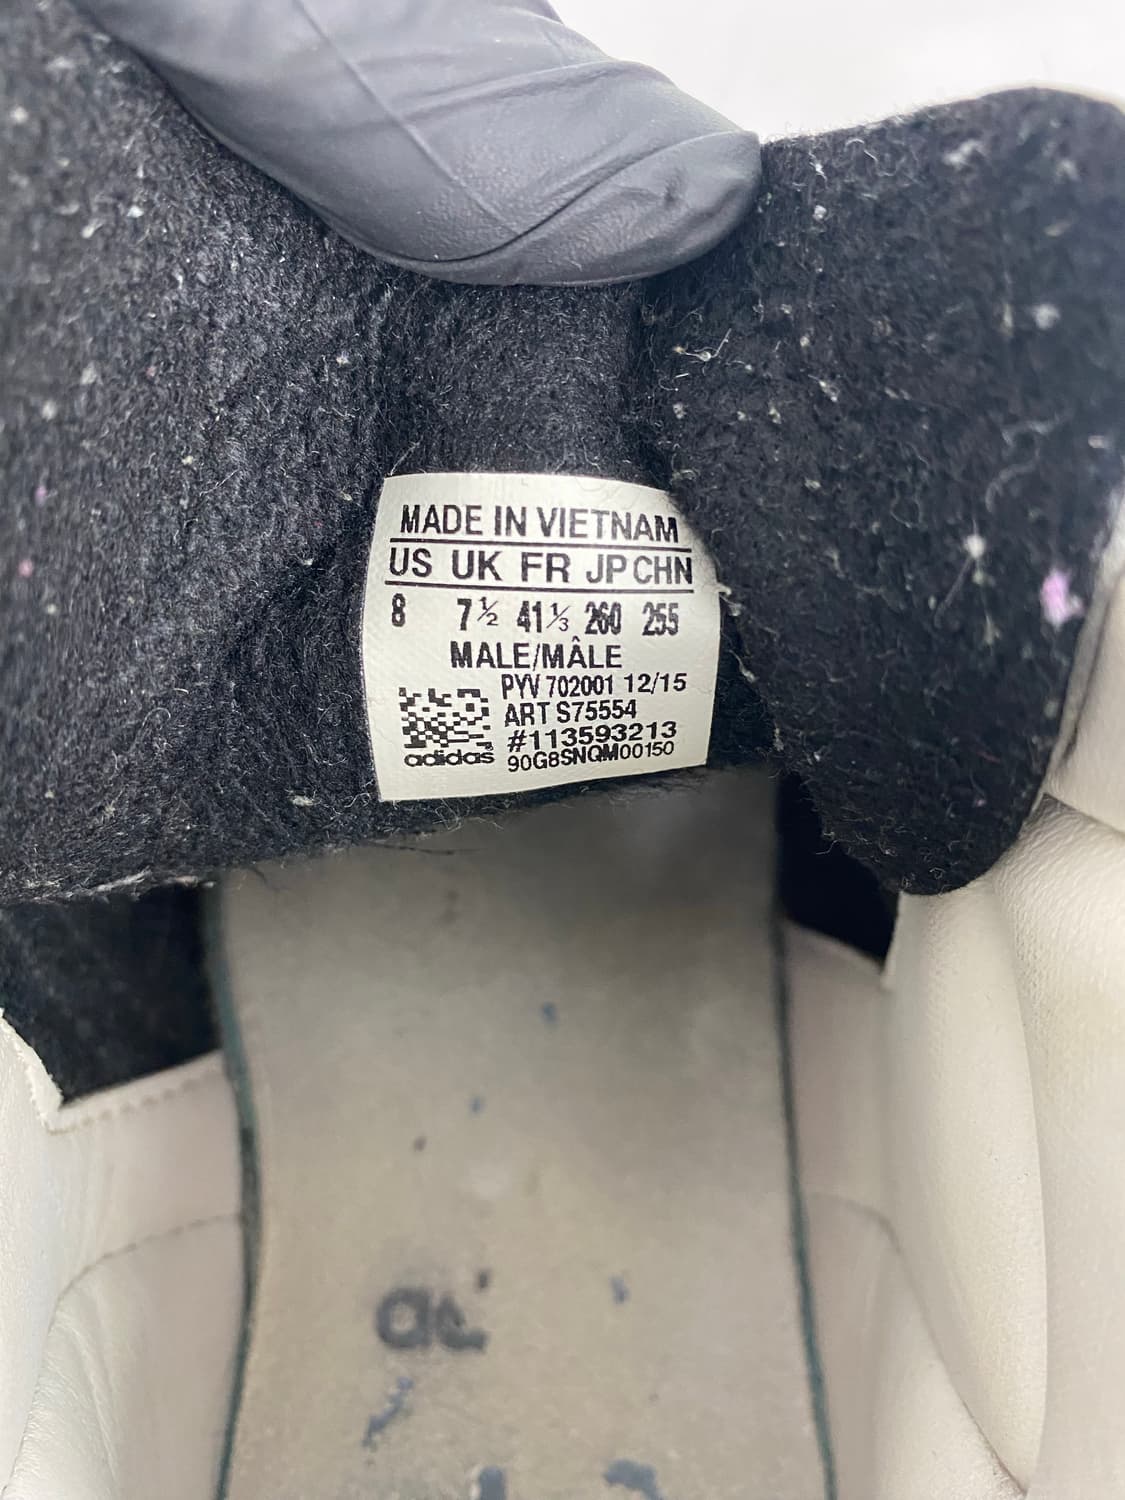 MADE IN VIETNAM
US UK FR JP CHN
8 7½ 41⅓ 260 255
MALE/MÂLE
PYV 702001 12/15
ART S75554
#113593213
adidas 90G8SNQM00150